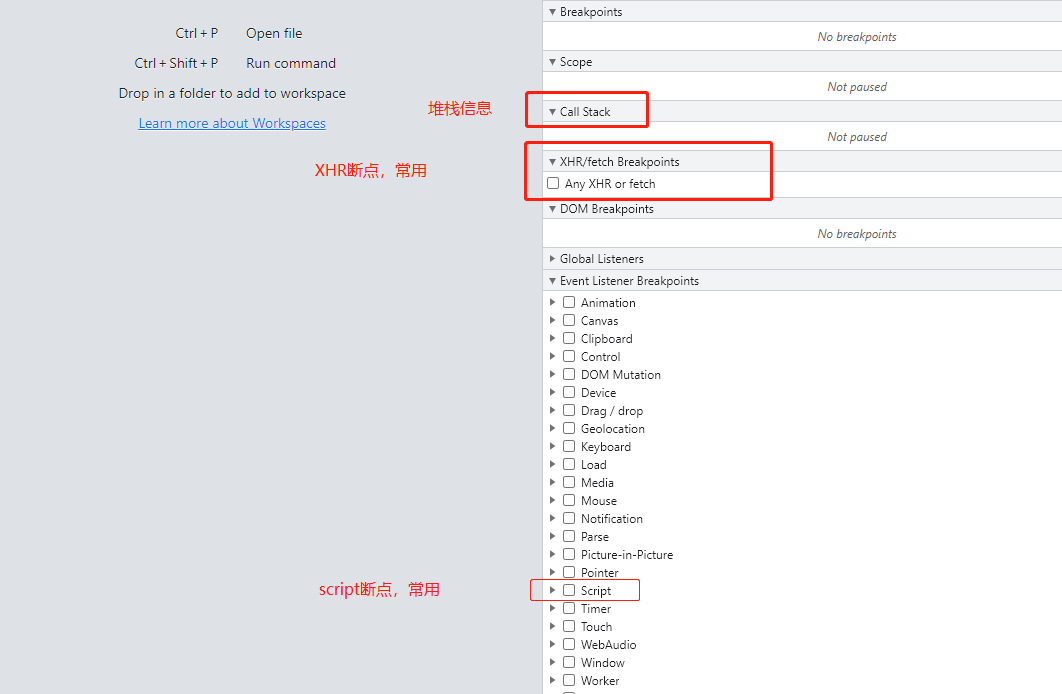 Ctrl + P Open file
Ctrl + Shift + P Run command
Drop in a folder to add to workspace
Learn more about Workspaces
堆栈信息
XHR断点，常用
script断点，常用
Breakpoints
No breakpoints
Scope
Not paused
Call Stack
Not paused
XHR/fetch Breakpoints
Any XHR or fetch
DOM Breakpoints
No breakpoints
Global Listeners
Event Listener Breakpoints
Animation
Canvas
Clipboard
Control
DOM Mutation
Device
Drag / drop
Geolocation
Keyboard
Load
Media
Mouse
Notification
Parse
Picture-in-Picture
Pointer
Script
Timer
Touch
WebAudio
Window
Worker